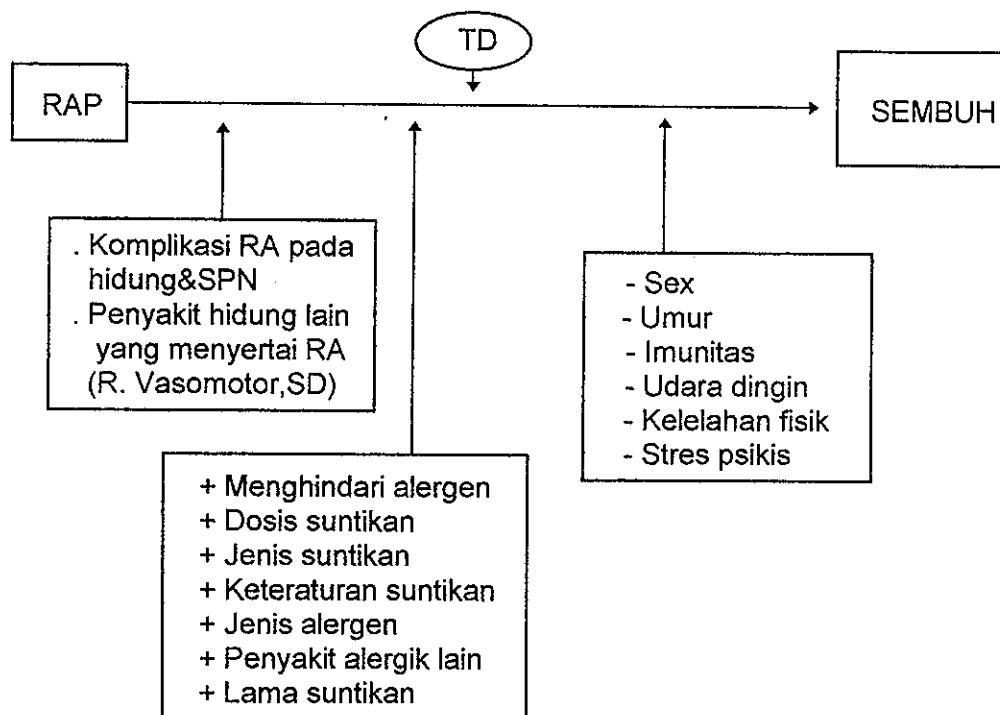 TD
RAP
SEMBUH
. Komplikasi RA pada
hidung&SPN
. Penyakit hidung lain
yang menyertai RA
(R. Vasomotor,SD)
- Sex
- Umur
- Imunitas
- Udara dingin
- Kelelahan fisik
- Stres psikis
+ Menghindari alergen
+ Dosis suntikan
+ Jenis suntikan
+ Keteraturan suntikan
+ Jenis alergen
+ Penyakit alergik lain
+ Lama suntikan